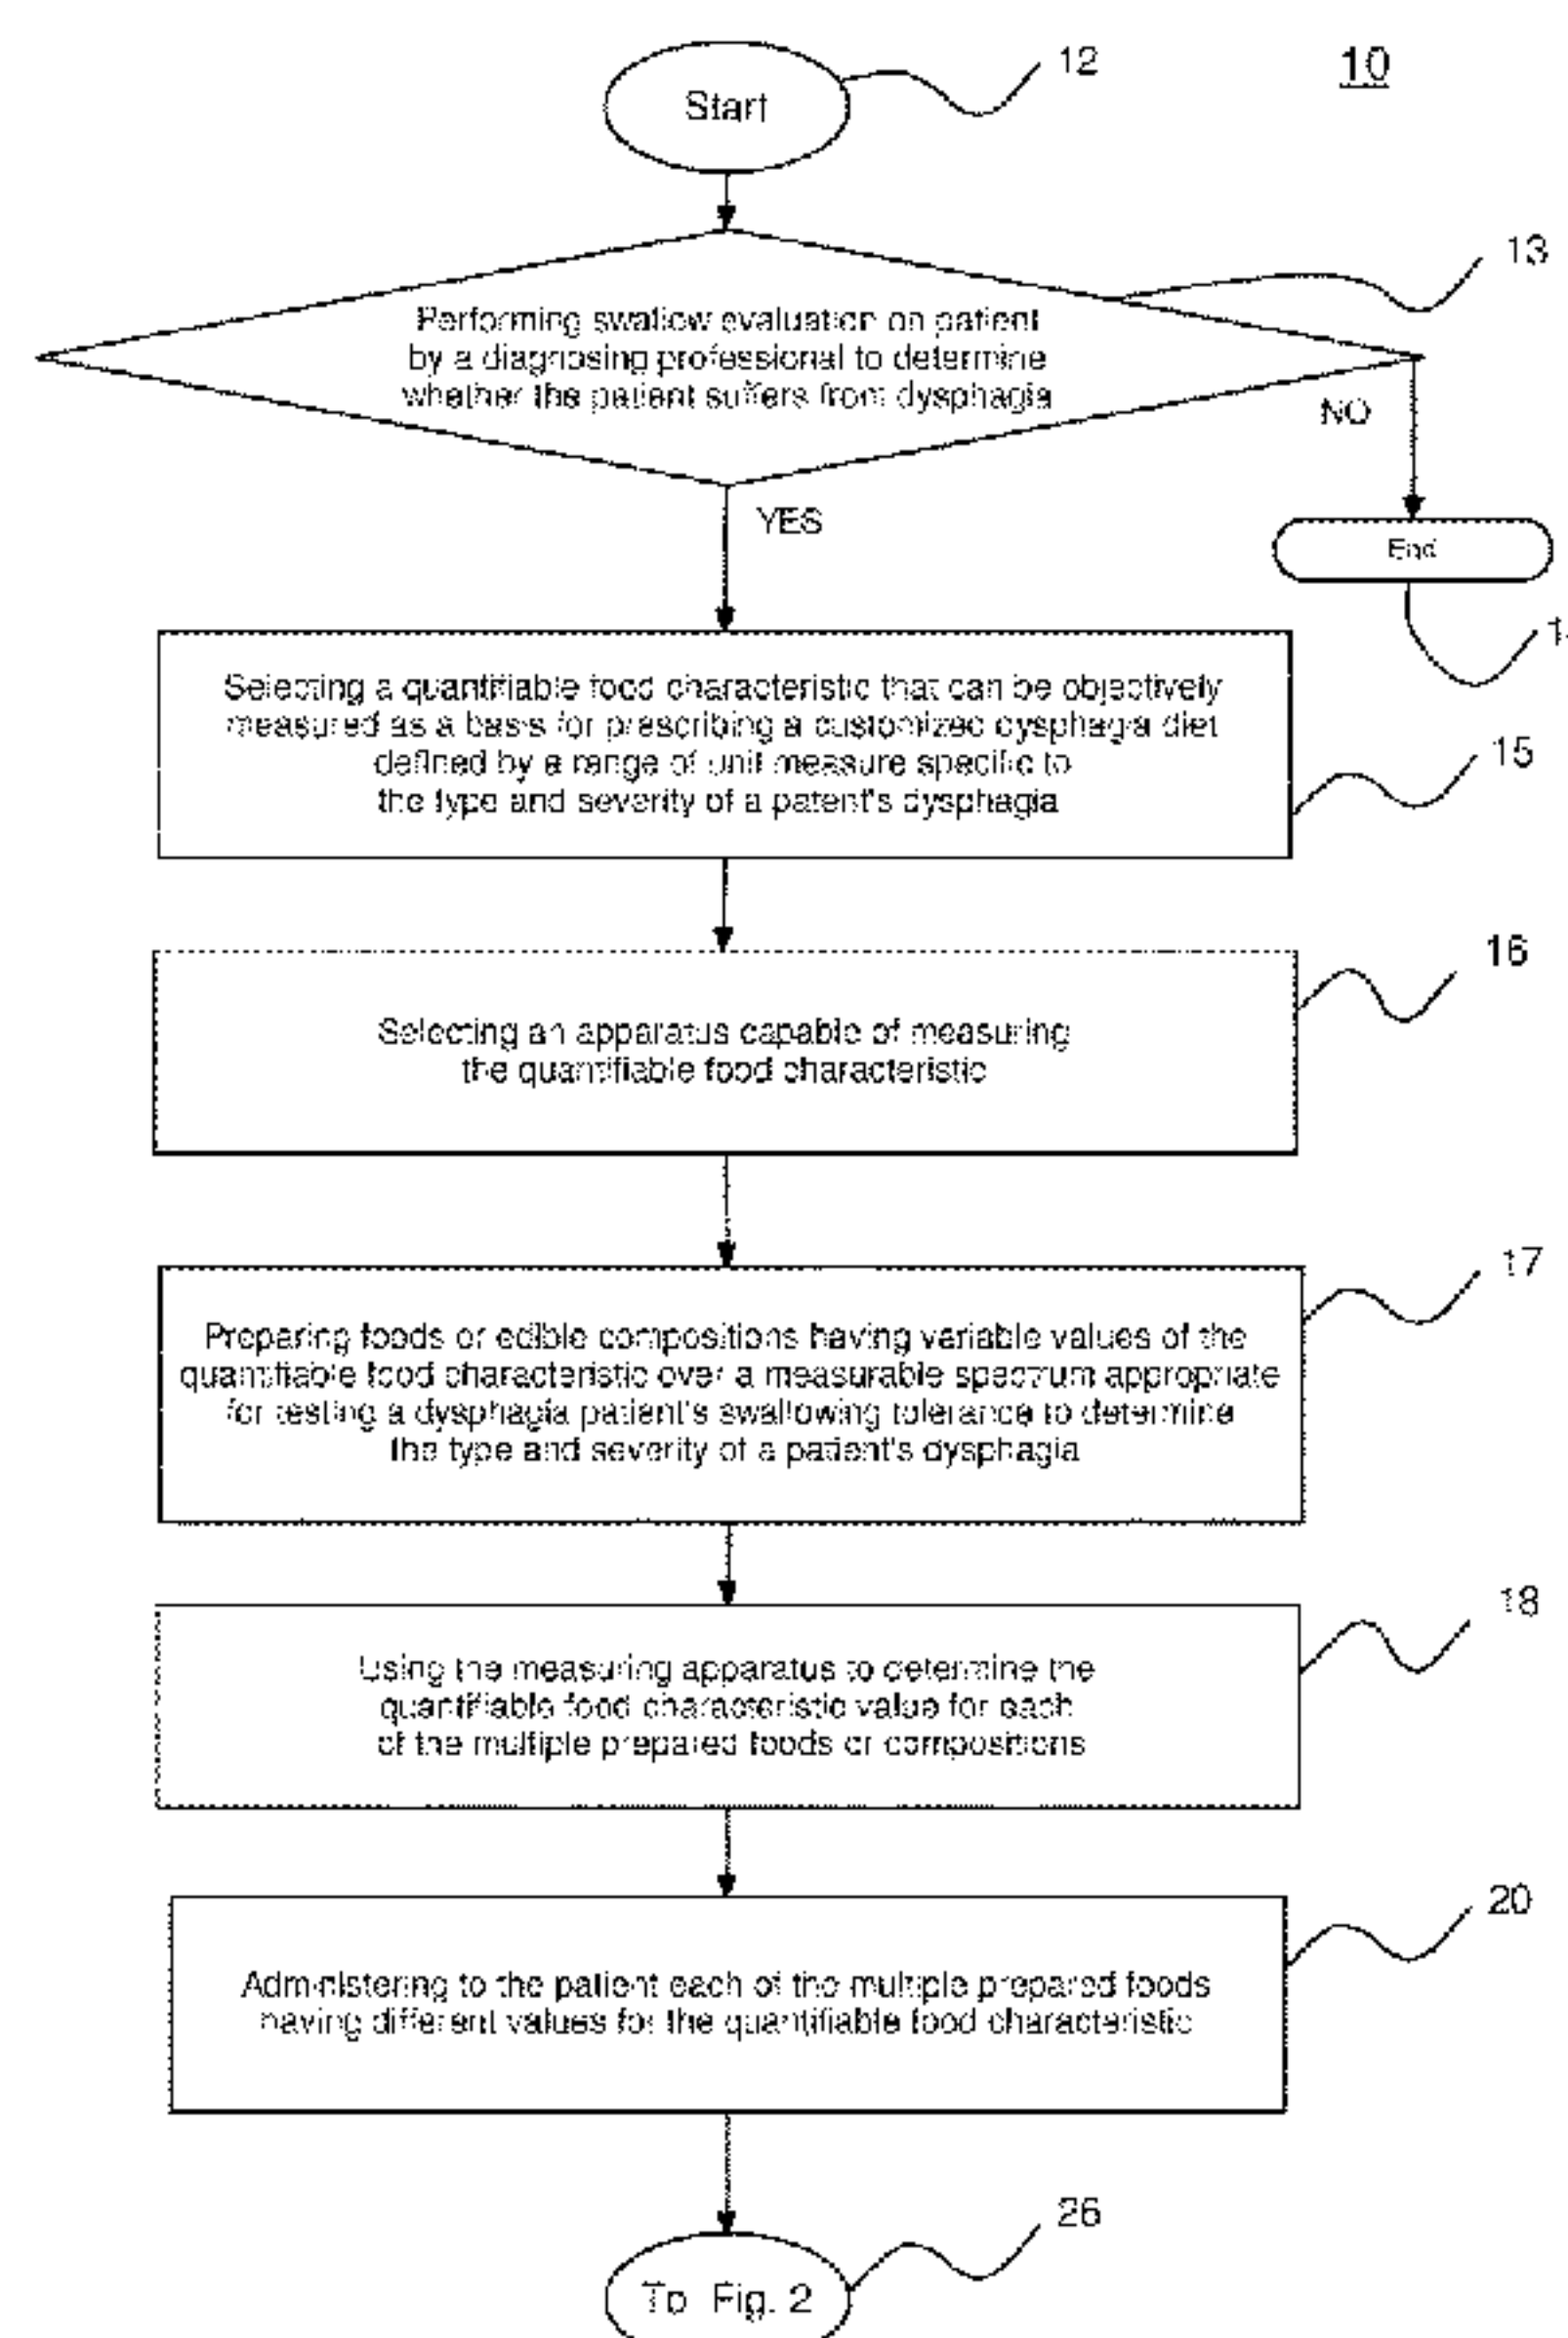 10
12
Start
13
Performing swallow evaluation on patient
by a diagnosing professional to determine
whether the patient suffers from dysphagia
NO
YES
End
Selecting a quantifiable food characteristic that can be objectively
measured as a basis for prescribing a customized dysphagia diet
defined by a range of unit measure specific to
the type and severity of a patent's dysphagia
15
16
Selecting an apparatus capable of measuring
the quantifiable food characteristic
17
Preparing foods or edible compositions having variable values of the
quantifiable food characteristic over a measurable spectrum appropriate
for testing a dysphagia patient's swallowing tolerance to determine
the type and severity of a patient's dysphagia
18
Using the measuring apparatus to determine the
quantifiable food characteristic value for each
of the multiple prepared foods or compositions
20
Administering to the patient each of the multiple prepared foods
having different values for the quantifiable food characteristic
26
To Fig. 2